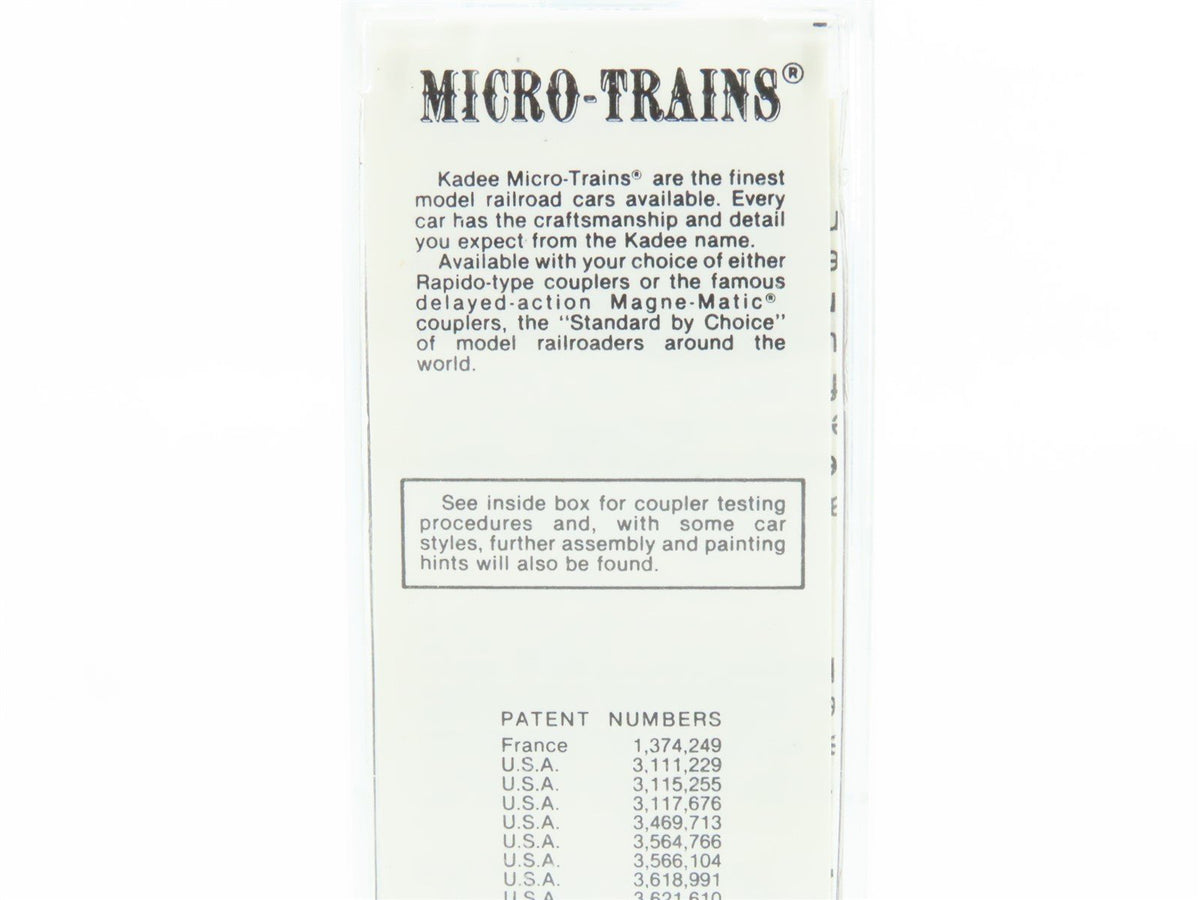 MICRO-TRAINS®
Kadee Micro-Trains® are the finest
model railroad cars available. Every
car has the craftsmanship and detail
you expect from the Kadee name.
Available with your choice of either
Rapido-type couplers or the famous
delayed-action Magne-Matic®
couplers, the “Standard by Choice”
of model railroaders around the
world.
See inside box for coupler testing
procedures and, with some car
styles, further assembly and painting
hints will also be found.
PATENT NUMBERS
France 1,374,249
U.S.A. 3,111,229
U.S.A. 3,115,255
U.S.A. 3,117,676
U.S.A. 3,469,713
U.S.A. 3,564,766
U.S.A. 3,566,104
U.S.A. 3,618,991
U.S.A. 3,621,610